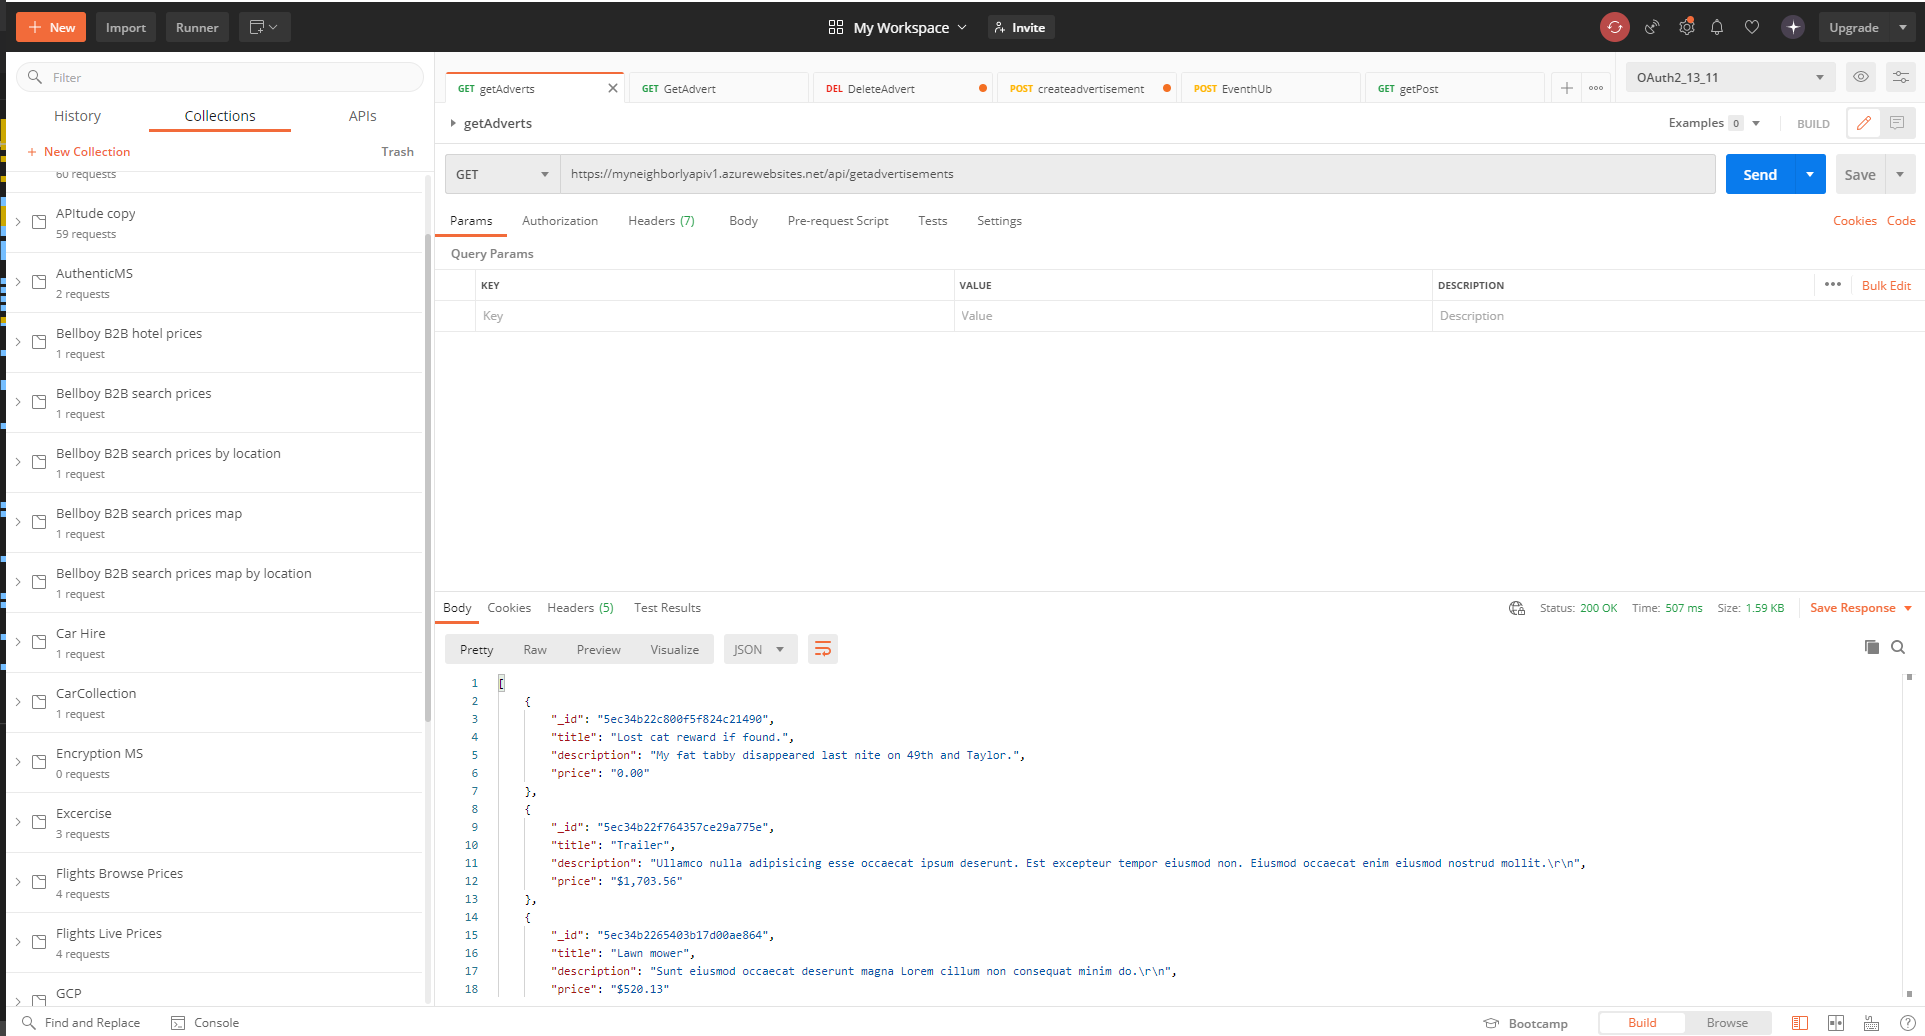 New
Import
Runner
My Workspace
Invite
Upgrade
Filter
History
Collections
APIs
New Collection
Trash
60 requests
APItude copy
59 requests
AuthenticMS
2 requests
Bellboy B2B hotel prices
1 request
Bellboy B2B search prices
1 request
Bellboy B2B search prices by location
1 request
Bellboy B2B search prices map
1 request
Bellboy B2B search prices map by location
1 request
Car Hire
1 request
CarCollection
1 request
Encryption MS
0 requests
Excercise
3 requests
Flights Browse Prices
4 requests
Flights Live Prices
4 requests
GCP
GET getAdverts
GET GetAdvert
DEL DeleteAdvert
POST createadvertisement
POST EventHub
GET getPost
OAuth2_13_11
getAdverts
Examples 0
BUILD
GET
https://myneighborlyapiv1.azurewebsites.net/api/getadvertisements
Send
Save
Params
Authorization
Headers (7)
Body
Pre-request Script
Tests
Settings
Cookies
Code
Query Params
KEY
VALUE
DESCRIPTION
Bulk Edit
Key
Value
Description
Body
Cookies
Headers (5)
Test Results
Status: 200 OK
Time: 507 ms
Size: 1.59 KB
Save Response
Pretty
Raw
Preview
Visualize
JSON
1 [
2 {
3 "_id": "5ec34b22c800f5f824c21490",
4 "title": "Lost cat reward if found.",
5 "description": "My fat tabby disappeared last nite on 49th and Taylor.",
6 "price": "0.00"
7 },
8 {
9 "_id": "5ec34b22f764357ce29a775e",
10 "title": "Trailer",
11 "description": "Ullamco nulla adipisicing esse occaecat ipsum deserunt. Est excepteur tempor eiusmod non. Eiusmod occaecat enim eiusmod nostrud mollit.\r\n",
12 "price": "$1,703.56"
13 },
14 {
15 "_id": "5ec34b2265403b17d00ae864",
16 "title": "Lawn mower",
17 "description": "Sunt eiusmod occaecat deserunt magna Lorem cillum non consequat minim do.\r\n",
18 "price": "$520.13"
Find and Replace
Console
Bootcamp
Build
Browse